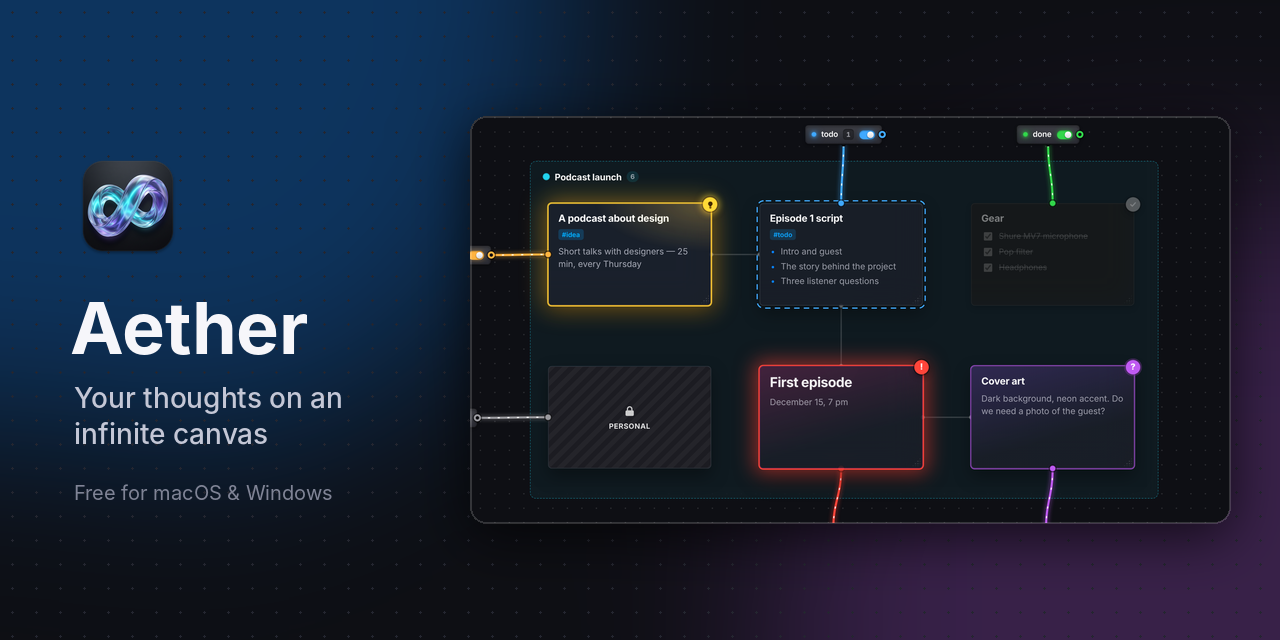 Aether
Your thoughts on an
infinite canvas
Free for macOS & Windows
todo 1
done
Podcast launch 6
A podcast about design
#idea
Short talks with designers — 25
min, every Thursday
Episode 1 script
#todo
• Intro and guest
• The story behind the project
• Three listener questions
Gear
Shure MV7 microphone
Pop filter
Headphones
PERSONAL
!
First episode
December 15, 7 pm
?
Cover art
Dark background, neon accent. Do
we need a photo of the guest?